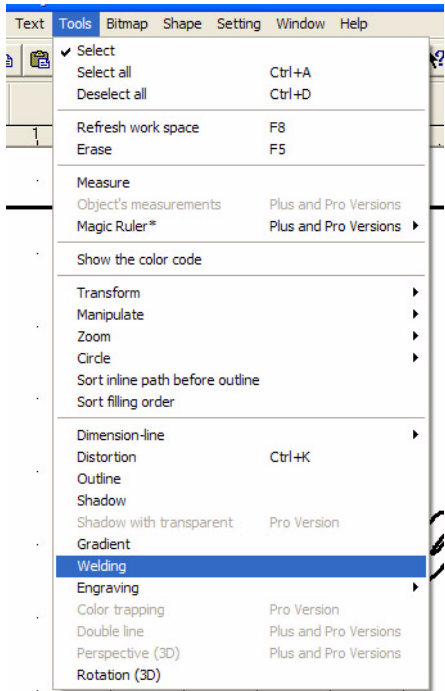 Text Tools Bitmap Shape Setting Window Help
Select
Select all Ctrl+A
Deselect all Ctrl+D
Refresh work space F8
1
Erase F5
Measure
Object's measurements Plus and Pro Versions
Magic Ruler* Plus and Pro Versions
Show the color code
Transform
Manipulate
Zoom
Circle
Sort inline path before outline
Sort filling order
Dimension-line
Distortion Ctrl+K
Outline
Shadow
Shadow with transparent Pro Version
Gradient
Welding
Engraving
Color trapping Pro Version
Double line Plus and Pro Versions
Perspective (3D) Plus and Pro Versions
Rotation (3D)